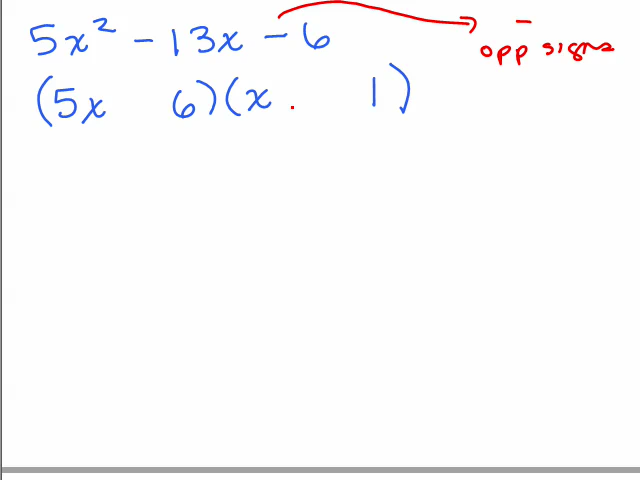 5x² - 13x - 6 → -
opp signs
(5x 6)(x . 1)